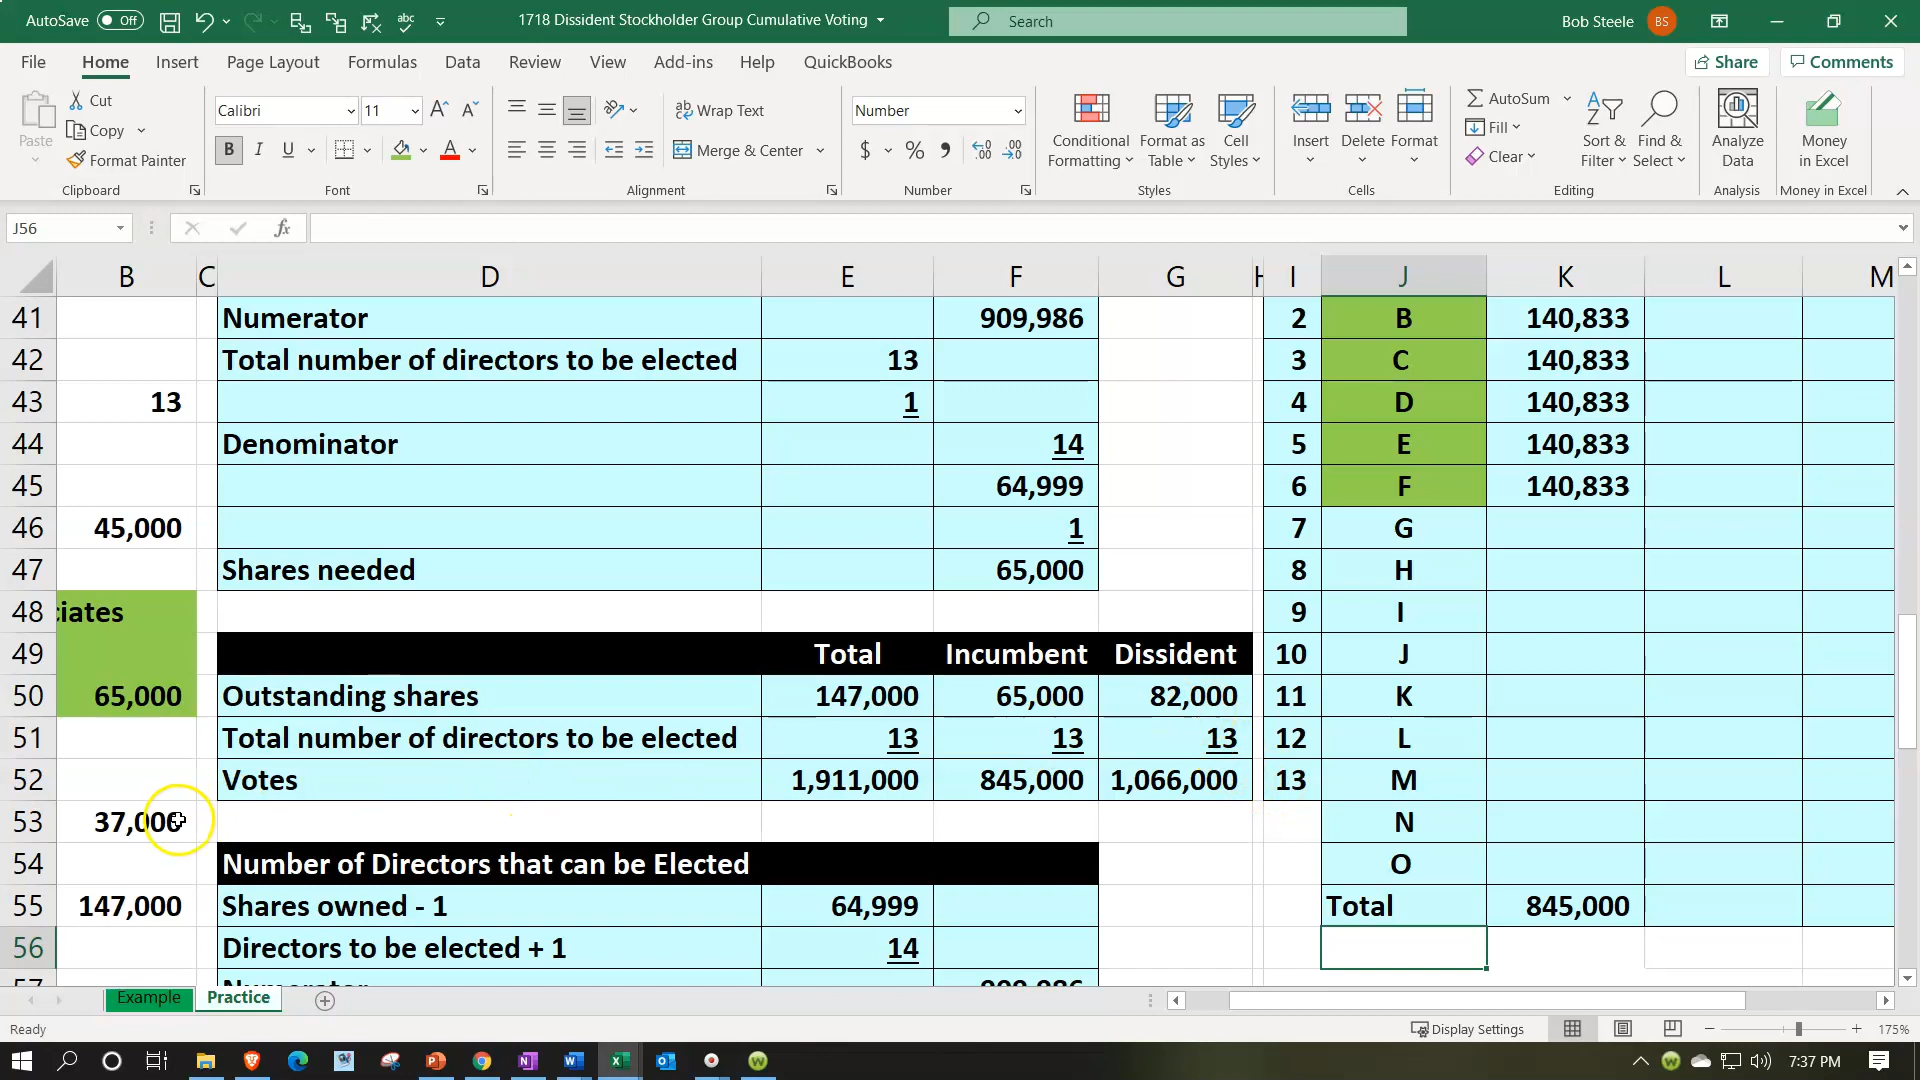 AutoSave Off 1718 Dissident Stockholder Group Cumulative Voting Search Bob Steele BS
File Home Insert Page Layout Formulas Data Review View Add-ins Help QuickBooks Share Comments
Paste Cut Copy Format Painter Clipboard
Calibri 11 B I U Font
Wrap Text Merge & Center Alignment
Number $ % Number
Conditional Formatting Format as Table Cell Styles Styles
Insert Delete Format Cells
AutoSum Fill Clear Sort & Filter Find & Select Editing
Analyze Data Analysis
Money in Excel Money in Excel
J56 fx
B C D E F G H I J K L M
41 Numerator 909,986 2 B 140,833
42 Total number of directors to be elected 13 3 C 140,833
43 13 1 4 D 140,833
44 Denominator 14 5 E 140,833
45 64,999 6 F 140,833
46 45,000 1 7 G
47 Shares needed 65,000 8 H
48 ciates 9 I
49 Total Incumbent Dissident 10 J
50 65,000 Outstanding shares 147,000 65,000 82,000 11 K
51 Total number of directors to be elected 13 13 13 12 L
52 Votes 1,911,000 845,000 1,066,000 13 M
53 37,000 N
54 Number of Directors that can be Elected O
55 147,000 Shares owned - 1 64,999 Total 845,000
56 Directors to be elected + 1 14
57 Numerator 909,986
Example Practice
Ready Display Settings 175%
7:37 PM